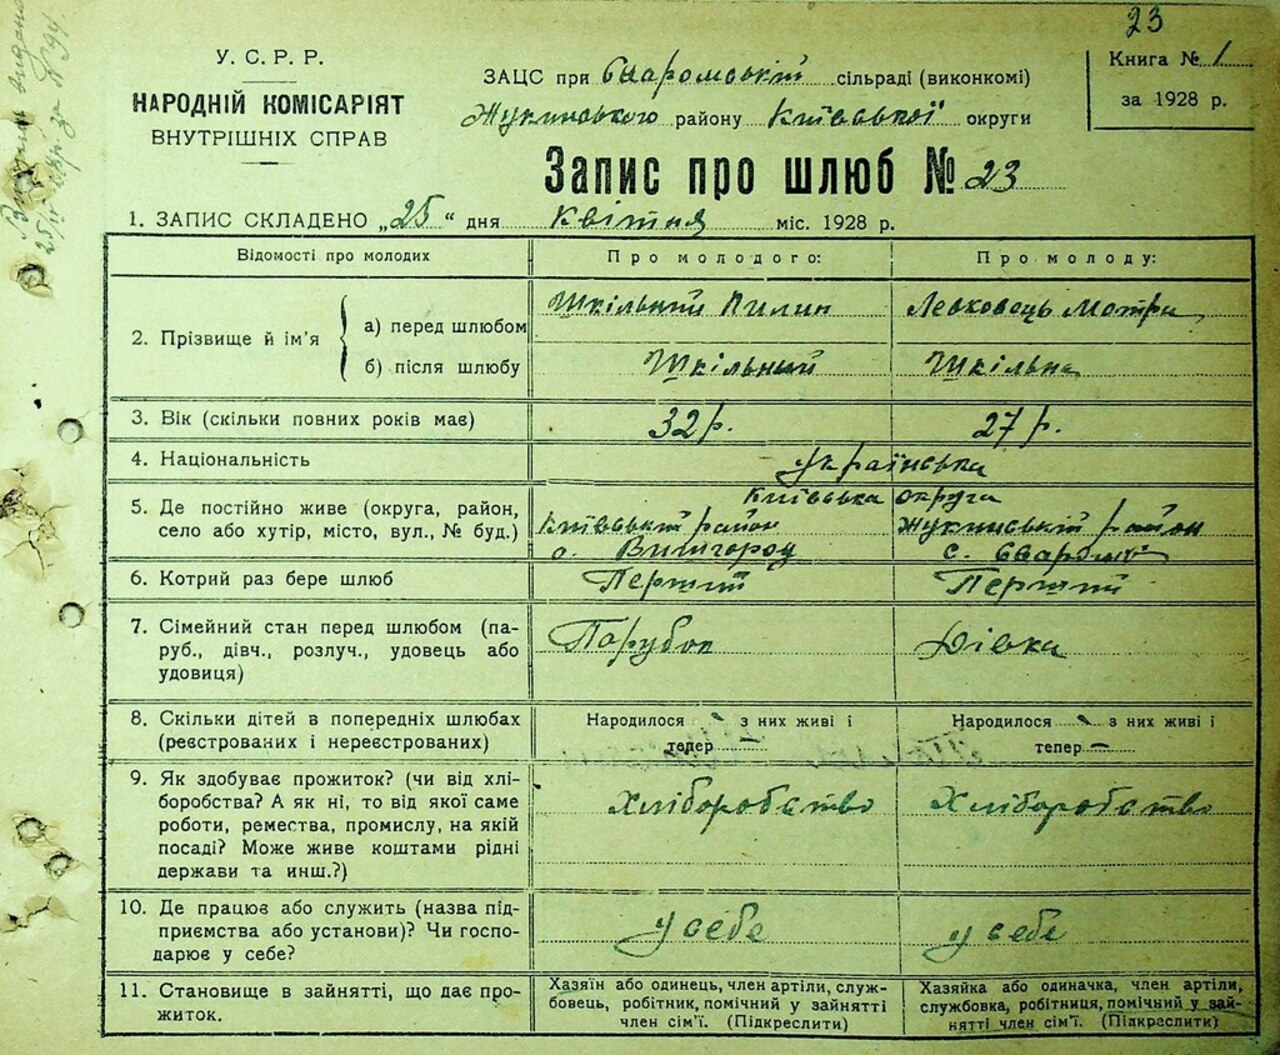 23
У. С. Р. Р.
НАРОДНІЙ КОМІСАРІЯТ
ВНУТРІШНІХ СПРАВ
ЗАЦС при Сваромській сільраді (виконкомі)
Жукинського району Київської округи
Книга № 1
за 1928 р.
Запис про шлюб № 23
1. ЗАПИС СКЛАДЕНО „25“ дня Квітня міс. 1928 р.
Відомості про молодих
Про молодого:
Про молоду:
2. Прізвище й ім'я
а) перед шлюбом
Шкільний Пилип
Левковець Мотря
б) після шлюбу
Шкільний
Шкільна
3. Вік (скільки повних років має)
32 р.
27 р.
4. Національність
Українська
5. Де постійно живе (округа, район,
село або хутір, місто, вул., № буд.)
Київська округа
Київський район
с. Вишгород
Жукинський район
с. Сваромя
6. Котрий раз бере шлюб
Перший
Перший
7. Сімейний стан перед шлюбом (па-
руб., дівч., розлуч., удовець або
удовиця)
Парубок
Дівка
8. Скільки дітей в попередніх шлюбах
(реєстрованих і нереєстрованих)
Народилося - з них живі і
тепер —
Народилося - з них живі і
тепер —
9. Як здобуває прожиток? (чи від хлі-
боробства? А як ні, то від якої саме
роботи, ремества, промислу, на якій
посаді? Може живе коштами рідні
держави та инш.?)
Хліборобство
Хліборобство
10. Де працює або служить (назва під-
приємства або установи)? Чи госпо-
дарює у себе?
у себе
у себе
11. Становище в зайнятті, що дає про-
житок.
Хазяїн або одинець, член артіли, служ-
бовець, робітник, помічний у зайнятті
член сім'ї. (Підкреслити)
Хазяйка або одиначка, член артіли,
службовка, робітниця, помічний у зай-
нятті член сім'ї. (Підкреслити)